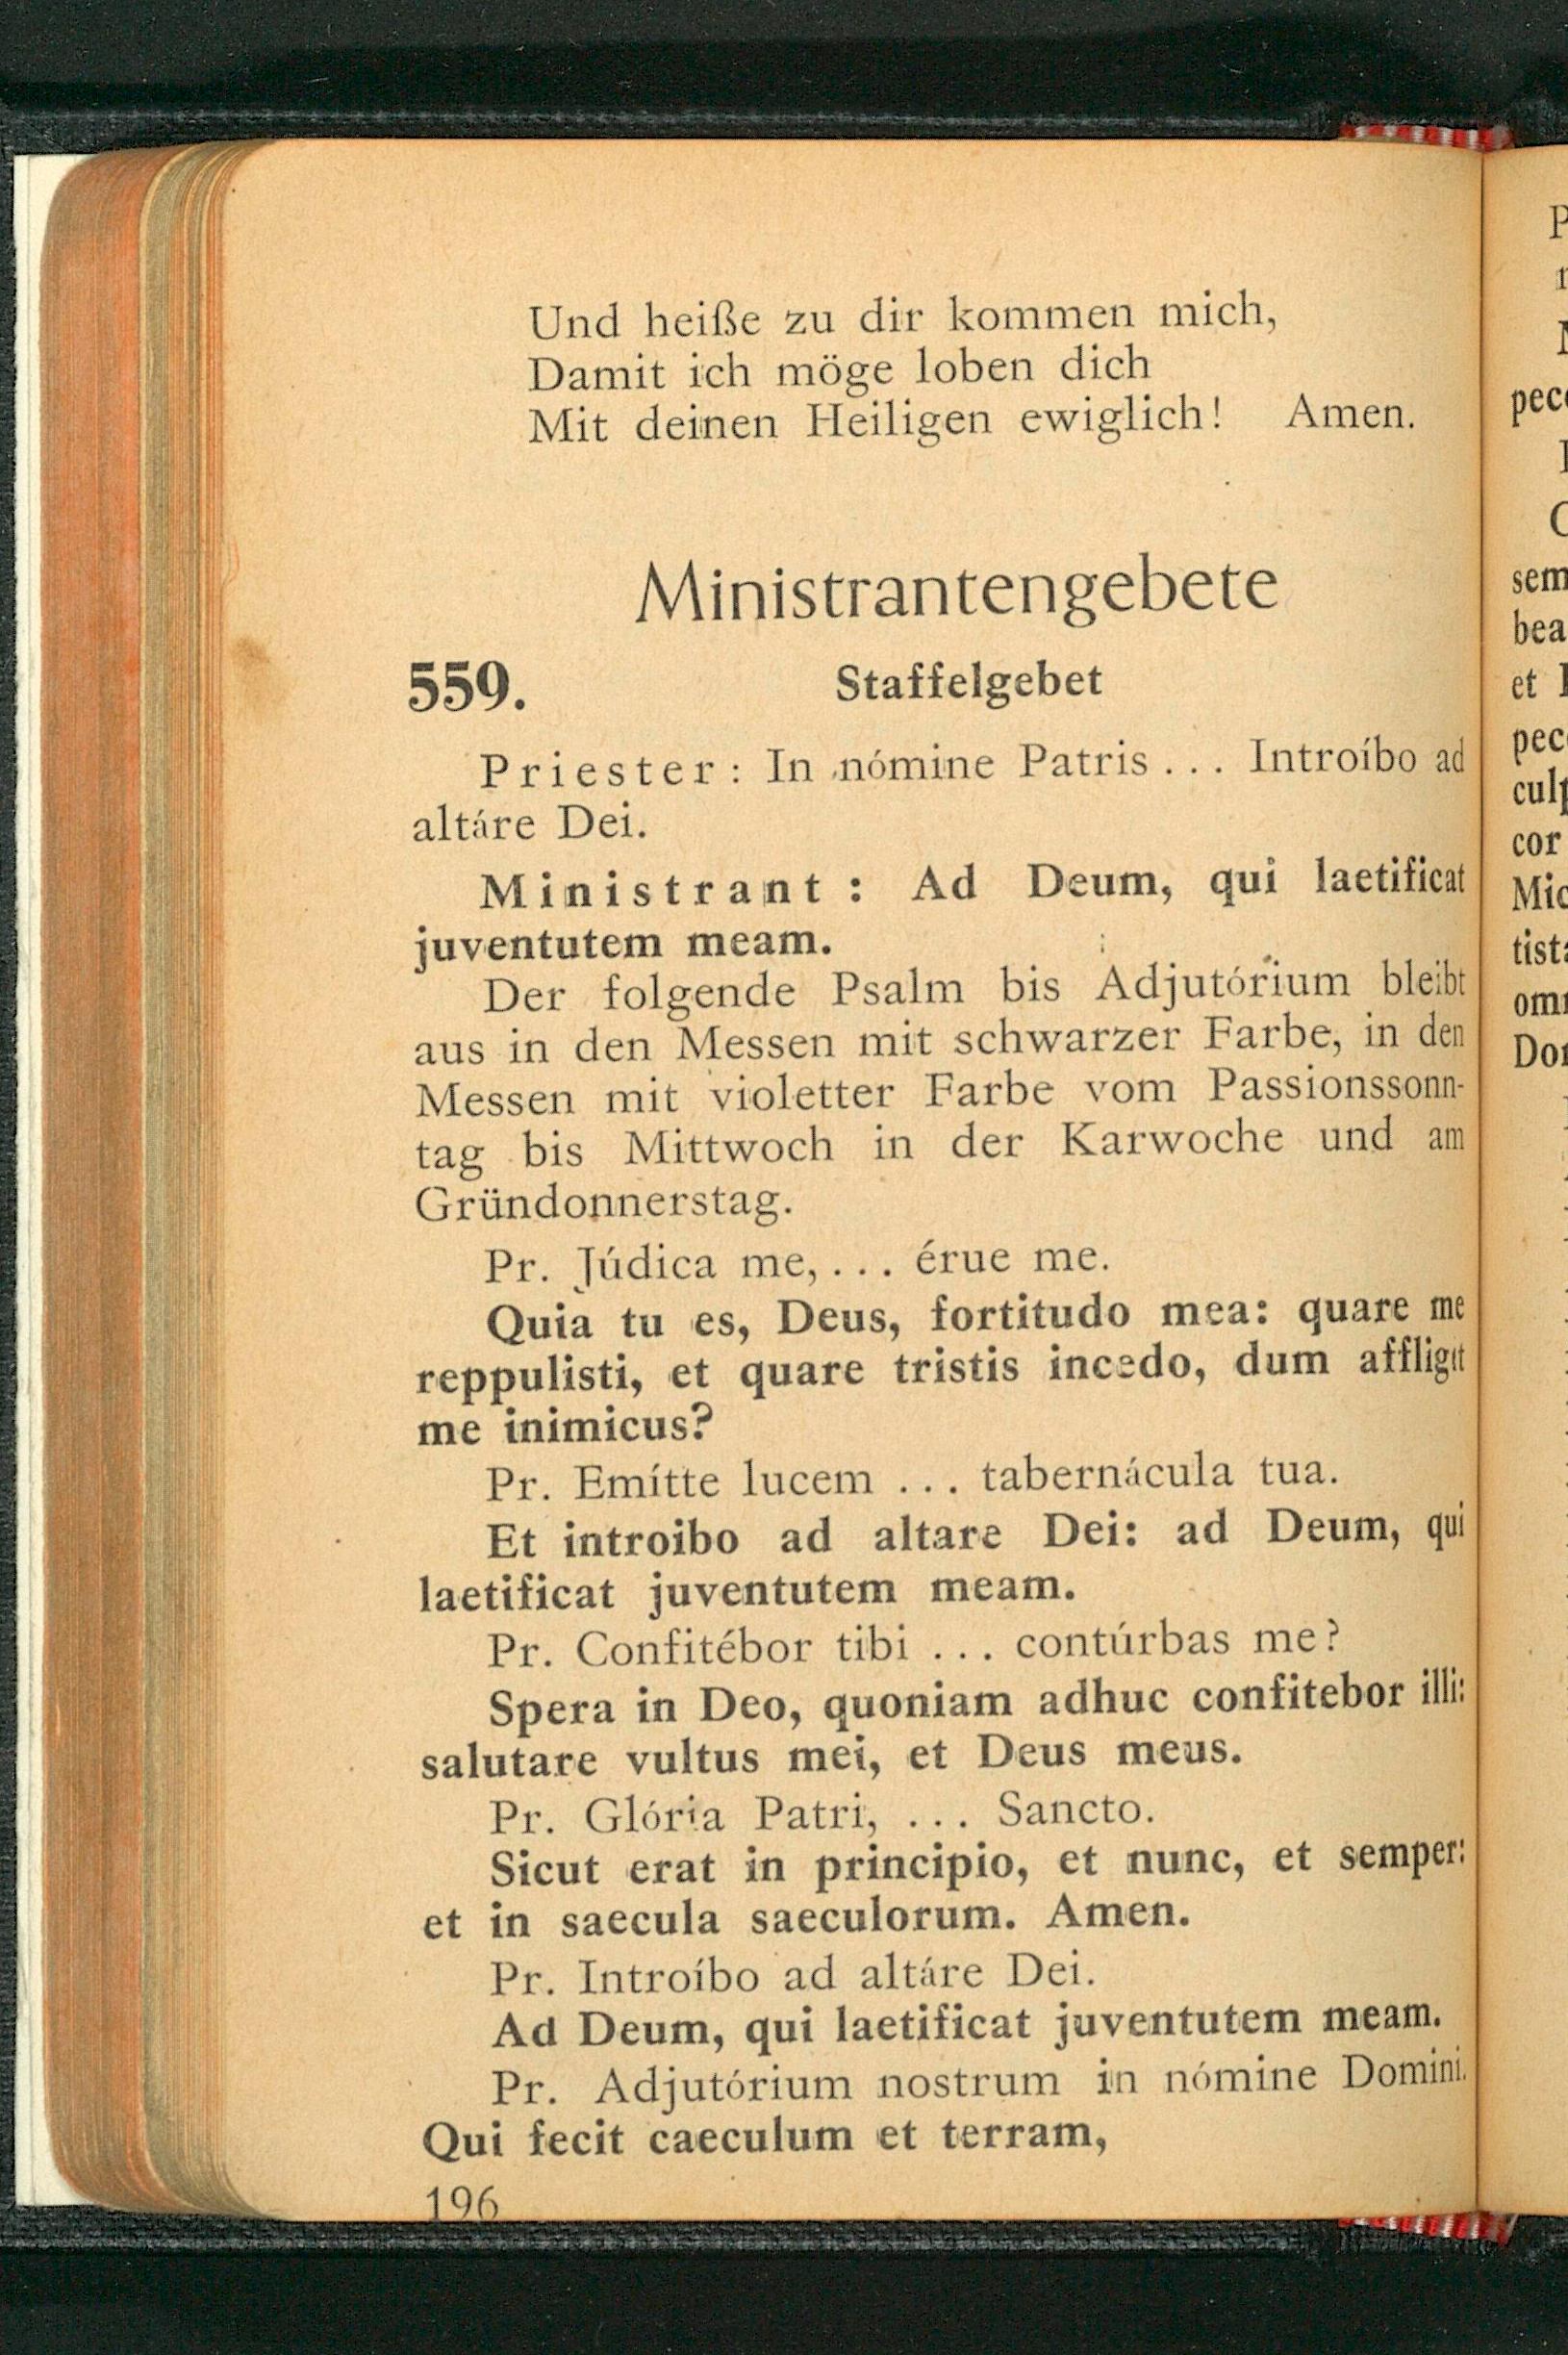 Und heiße zu dir kommen mich,
Damit ich möge loben dich
Mit deinen Heiligen ewiglich! Amen.
Ministrantengebete
559. Staffelgebet
Priester: In nómine Patris... Introíbo ad
altáre Dei.
Ministrant: Ad Deum, qui laetificat
juventutem meam.
Der folgende Psalm bis Adjutórium bleibt
aus in den Messen mit schwarzer Farbe, in den
Messen mit violetter Farbe vom Passionssonn-
tag bis Mittwoch in der Karwoche und am
Gründonnerstag.
Pr. Júdica me,... érue me.
Quia tu es, Deus, fortitudo mea: quare me
reppulisti, et quare tristis incedo, dum affligit
me inimicus?
Pr. Emítte lucem ... tabernácula tua.
Et introibo ad altare Dei: ad Deum, qui
laetificat juventutem meam.
Pr. Confitébor tibi ... contúrbas me?
Spera in Deo, quoniam adhuc confitebor illi:
salutare vultus mei, et Deus meus.
Pr. Glória Patri, ... Sancto.
Sicut erat in principio, et nunc, et semper:
et in saecula saeculorum. Amen.
Pr. Introíbo ad altáre Dei.
Ad Deum, qui laetificat juventutem meam.
Pr. Adjutórium nostrum in nómine Domini.
Qui fecit caeculum et terram,
196
sem
bea
et
pec
cor
Mic